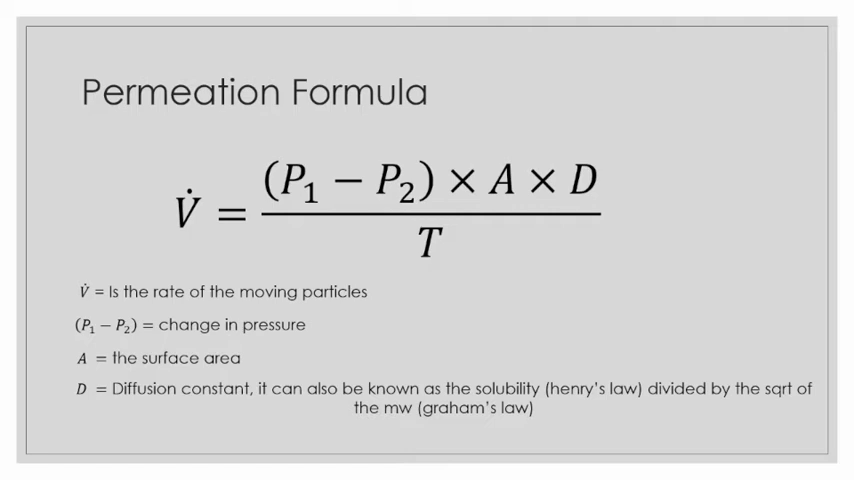 Permeation Formula
V̇ = (P₁ − P₂) × A × D / T
V̇ = Is the rate of the moving particles
(P₁ − P₂) = change in pressure
A = the surface area
D = Diffusion constant, it can also be known as the solubility (henry's law) divided by the sqrt of
the mw (graham's law)